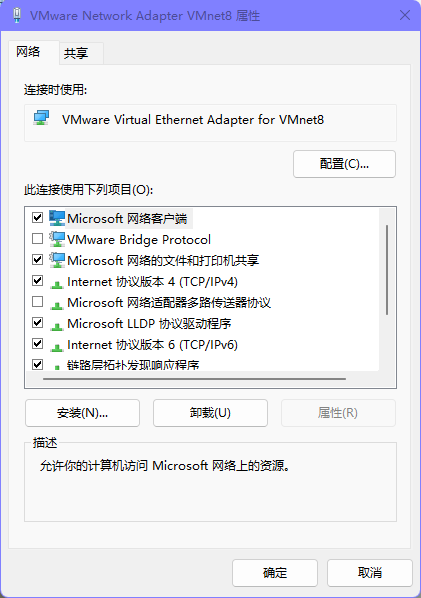 VMware Network Adapter VMnet8 属性
网络 共享
连接时使用:
VMware Virtual Ethernet Adapter for VMnet8
配置(C)...
此连接使用下列项目(O):
Microsoft 网络客户端
VMware Bridge Protocol
Microsoft 网络的文件和打印机共享
Internet 协议版本 4 (TCP/IPv4)
Microsoft 网络适配器多路传送器协议
Microsoft LLDP 协议驱动程序
Internet 协议版本 6 (TCP/IPv6)
链路层拓扑发现响应程序
安装(N)... 卸载(U) 属性(R)
描述
允许你的计算机访问 Microsoft 网络上的资源。
确定 取消